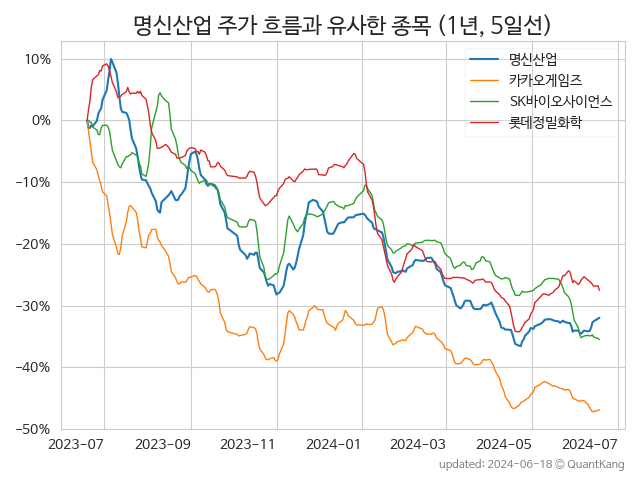 명신산업 주가 흐름과 유사한 종목 (1년, 5일선)
명신산업
카카오게임즈
SK바이오사이언스
롯데정밀화학
10%
0%
−10%
−20%
−30%
−40%
−50%
2023-07 2023-09 2023-11 2024-01 2024-03 2024-05 2024-07
updated: 2024-06-18 © QuantKang